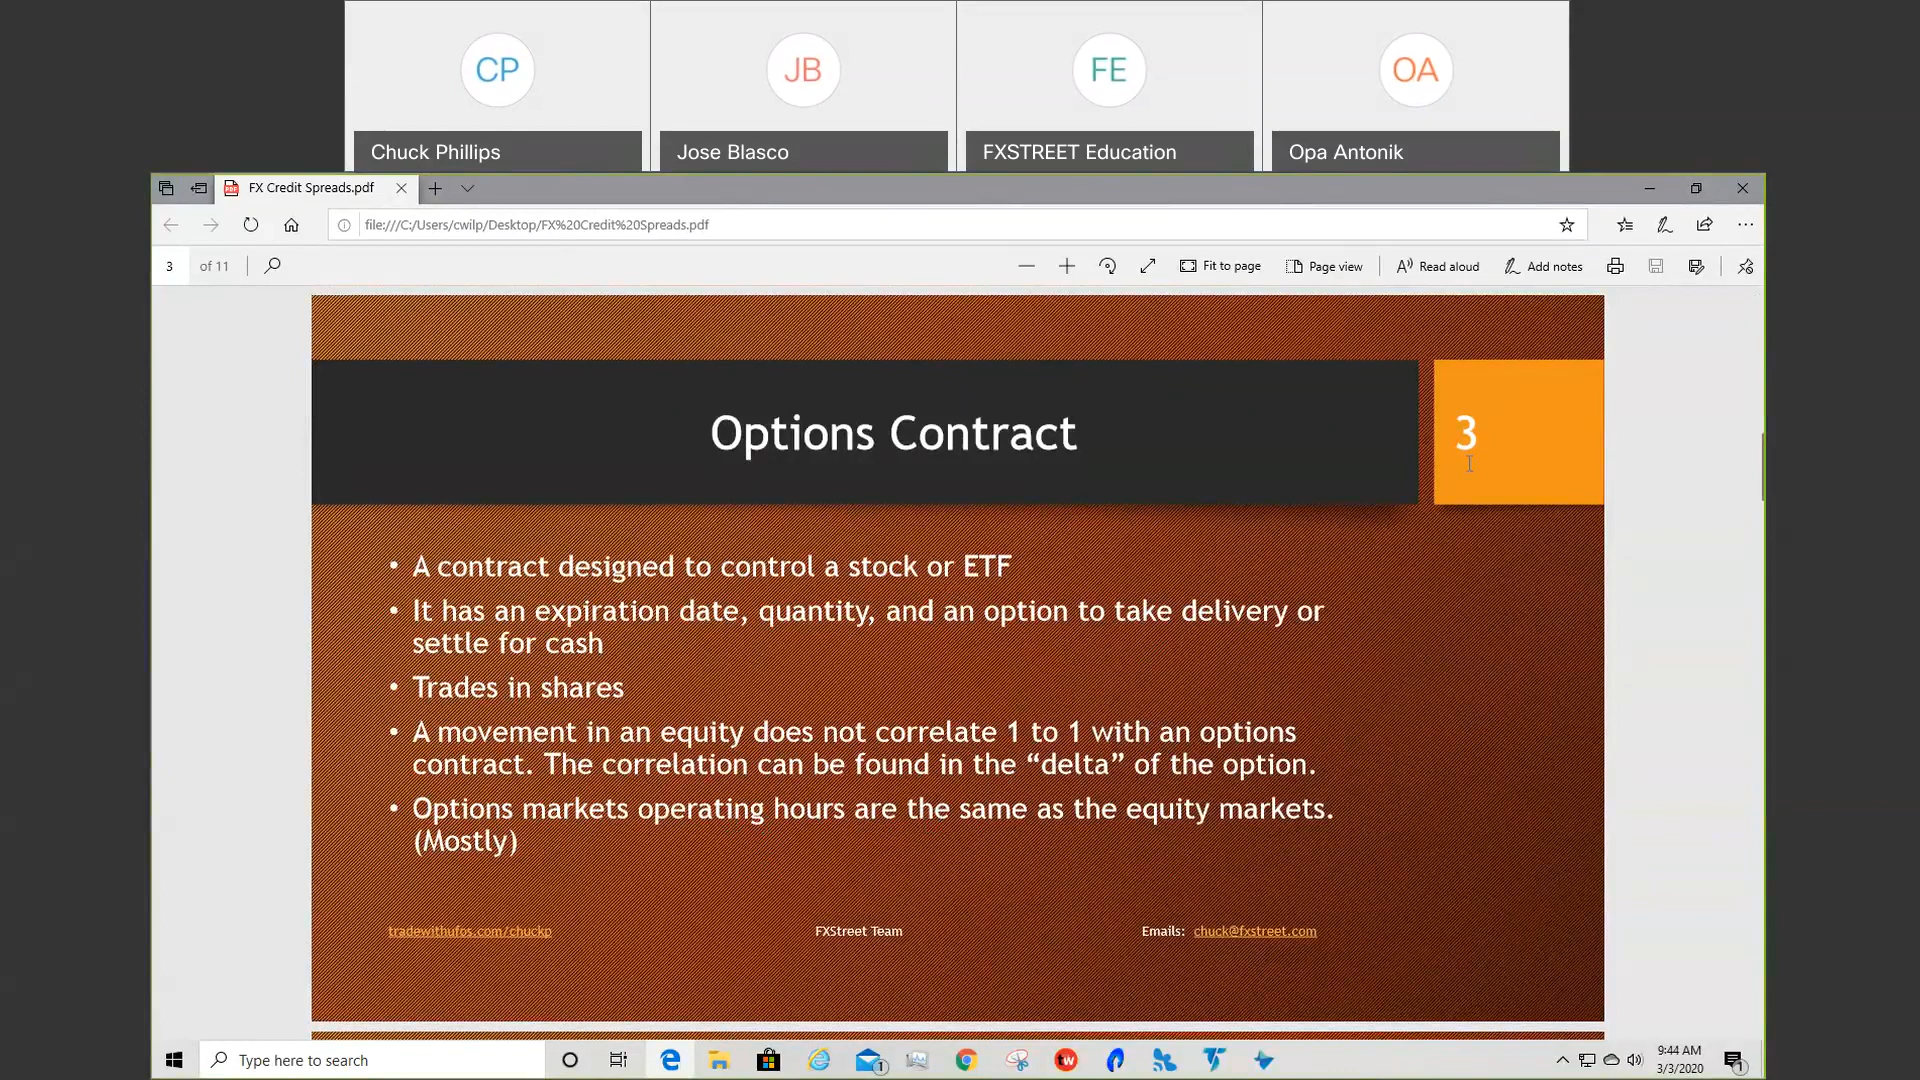 CP
JB
FE
OA
Chuck Phillips
Jose Blasco
FXSTREET Education
Opa Antonik
FX Credit Spreads.pdf
file:///C:/Users/cwilp/Desktop/FX%20Credit%20Spreads.pdf
3 of 11
Fit to page
Page view
Read aloud
Add notes
Options Contract
3
• A contract designed to control a stock or ETF
• It has an expiration date, quantity, and an option to take delivery or
settle for cash
• Trades in shares
• A movement in an equity does not correlate 1 to 1 with an options
contract. The correlation can be found in the “delta” of the option.
• Options markets operating hours are the same as the equity markets.
(Mostly)
tradewithufos.com/chuckp
FXStreet Team
Emails: chuck@fxstreet.com
Type here to search
1
tw
9:44 AM
3/3/2020
1